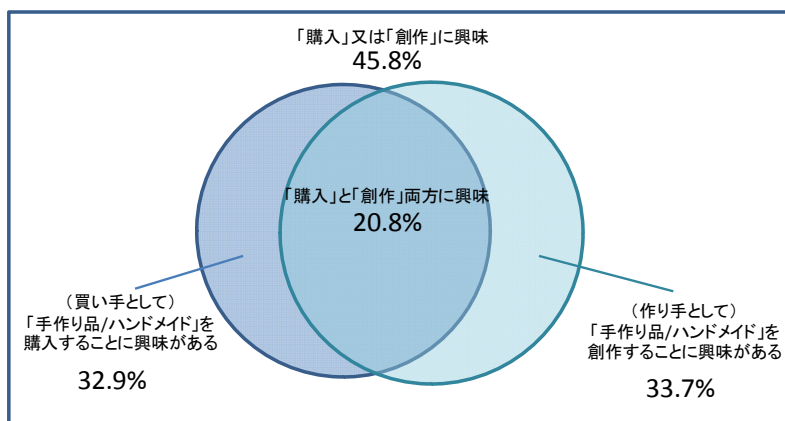 「購入」又は「創作」に興味
45.8%
「購入」と「創作」両方に興味
20.8%
（買い手として）
「手作り品/ハンドメイド」を
購入することに興味がある
32.9%
（作り手として）
「手作り品/ハンドメイド」を
創作することに興味がある
33.7%